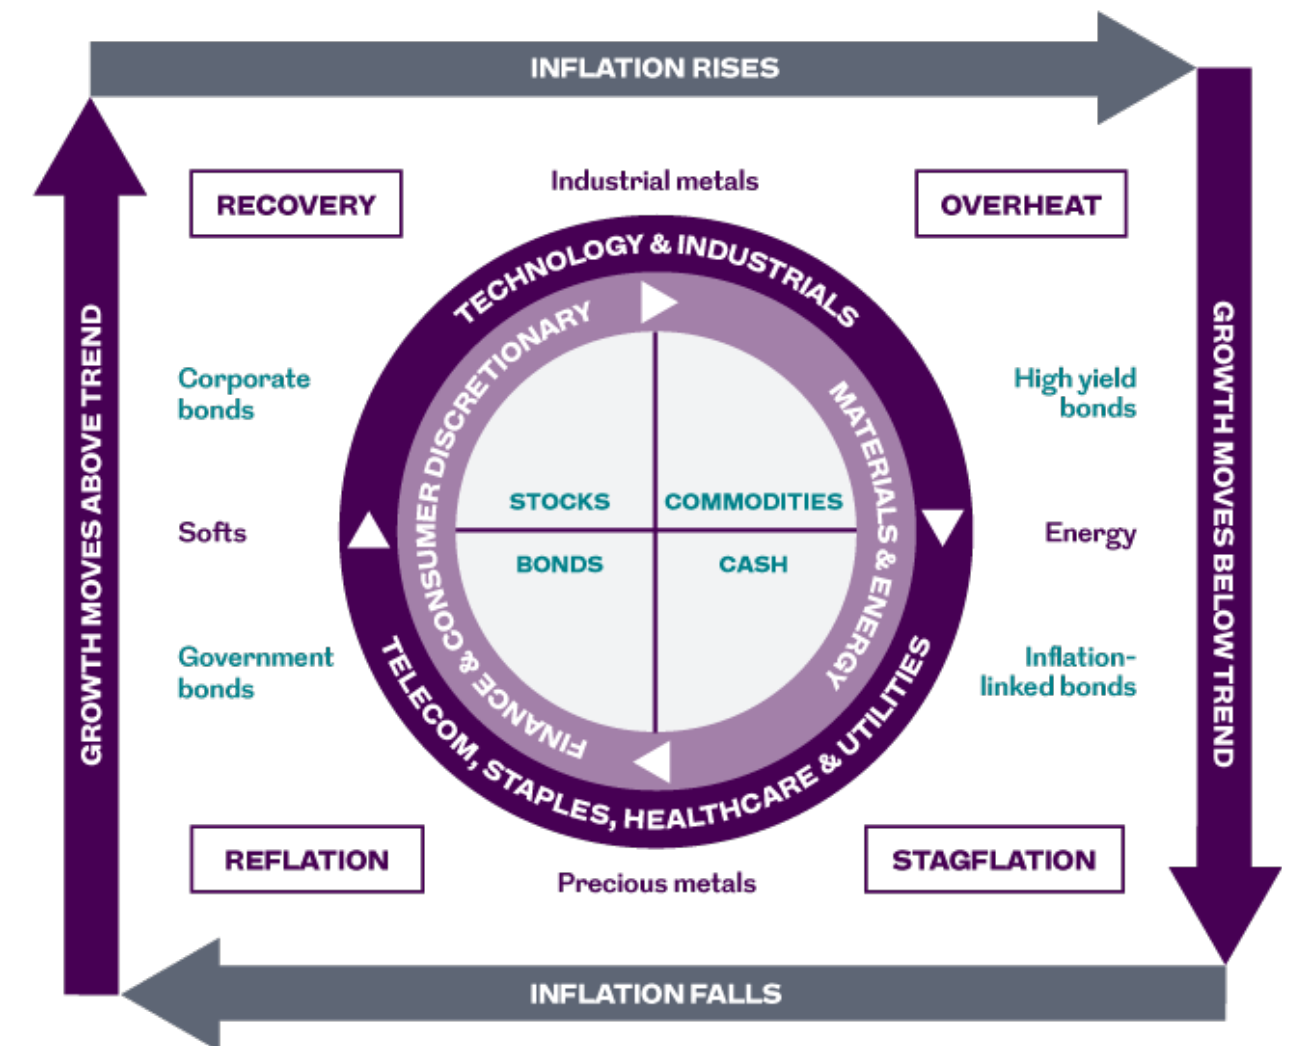 INFLATION RISES
RECOVERY
Industrial metals
OVERHEAT
TECHNOLOGY & INDUSTRIALS
GROWTH MOVES ABOVE TREND
Corporate
bonds
Softs
Government
bonds
FINANCE & CONSUMER DISCRETIONARY
STOCKS
COMMODITIES
BONDS
CASH
MATERIALS & ENERGY
High yield
bonds
Energy
Inflation-
linked bonds
GROWTH MOVES BELOW TREND
TELECOM, STAPLES, HEALTHCARE & UTILITIES
REFLATION
Precious metals
STAGFLATION
INFLATION FALLS